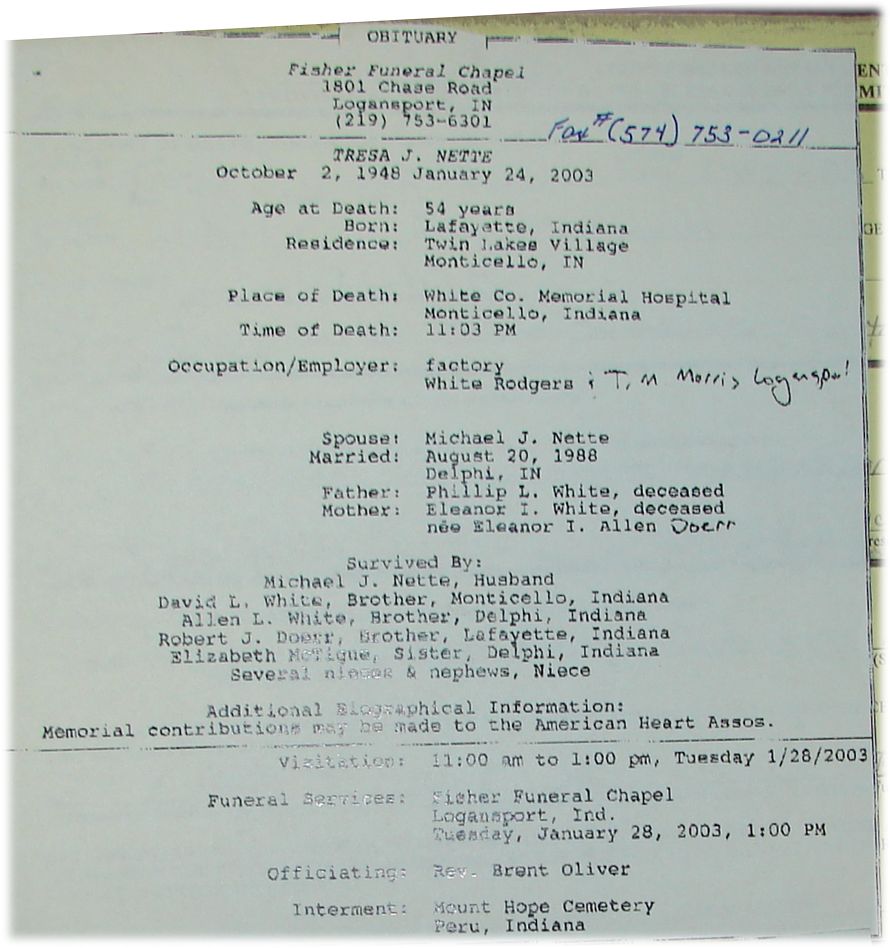 OBITUARY
Fisher Funeral Chapel
1801 Chase Road
Logansport, IN
(219) 753-6301
Fax # (574) 753-0211
TRESA J. NETTE
October 2, 1948 January 24, 2003
Age at Death: 54 years
Born: Lafayette, Indiana
Residence: Twin Lakes Village
Monticello, IN
Place of Death: White Co. Memorial Hospital
Monticello, Indiana
Time of Death: 11:03 PM
Occupation/Employer: factory
White Rodgers & T, M Morris Logansport
Spouse: Michael J. Nette
Married: August 20, 1988
Delphi, IN
Father: Phillip L. White, deceased
Mother: Eleanor I. White, deceased
née Eleanor I. Allen Doerr
Survived By:
Michael J. Nette, Husband
David L. White, Brother, Monticello, Indiana
Allen L. White, Brother, Delphi, Indiana
Robert J. Doerr, Brother, Lafayette, Indiana
Elizabeth McTigue, Sister, Delphi, Indiana
Several nieces & nephews, Niece
Additional Biographical Information:
Memorial contributions may be made to the American Heart Assos.
Visitation: 11:00 am to 1:00 pm, Tuesday 1/28/2003
Funeral Services: Fisher Funeral Chapel
Logansport, Ind.
Tuesday, January 28, 2003, 1:00 PM
Officiating: Rev. Brent Oliver
Interment: Mount Hope Cemetery
Peru, Indiana